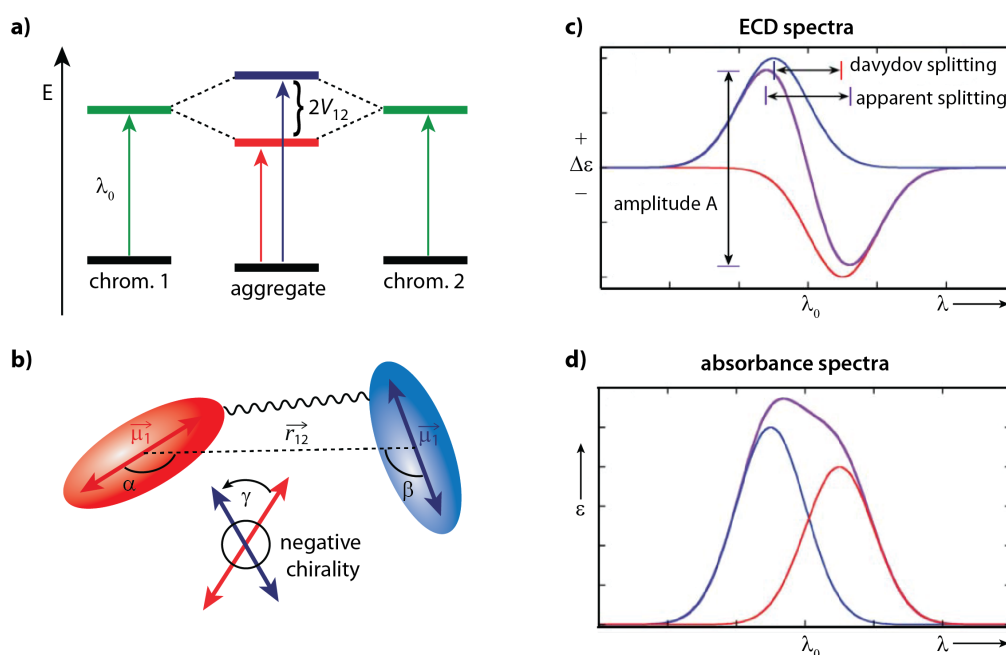 a)
E
2V₁₂
λ₀
chrom. 1
aggregate
chrom. 2
b)
μ₁
r₁₂
μ₁
α
β
γ
negative
chirality
c)
ECD spectra
davydov splitting
apparent splitting
+
Δε
−
amplitude A
λ₀
λ
d)
absorbance spectra
ε
λ₀
λ